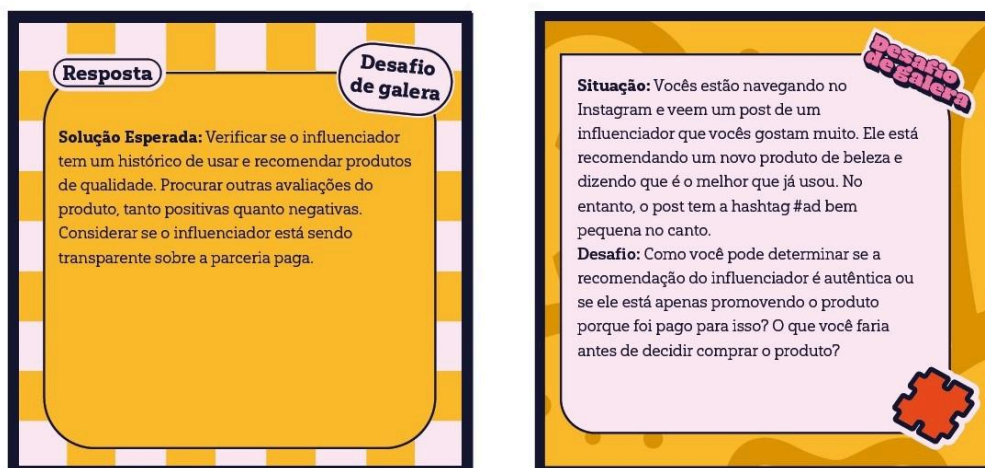 Resposta
Desafio
de galera
Solução Esperada: Verificar se o influenciador
tem um histórico de usar e recomendar produtos
de qualidade. Procurar outras avaliações do
produto, tanto positivas quanto negativas.
Considerar se o influenciador está sendo
transparente sobre a parceria paga.
Desafio
de galera
Situação: Vocês estão navegando no
Instagram e veem um post de um
influenciador que vocês gostam muito. Ele está
recomendando um novo produto de beleza e
dizendo que é o melhor que já usou. No
entanto, o post tem a hashtag #ad bem
pequena no canto.
Desafio: Como você pode determinar se a
recomendação do influenciador é autêntica ou
se ele está apenas promovendo o produto
porque foi pago para isso? O que você faria
antes de decidir comprar o produto?